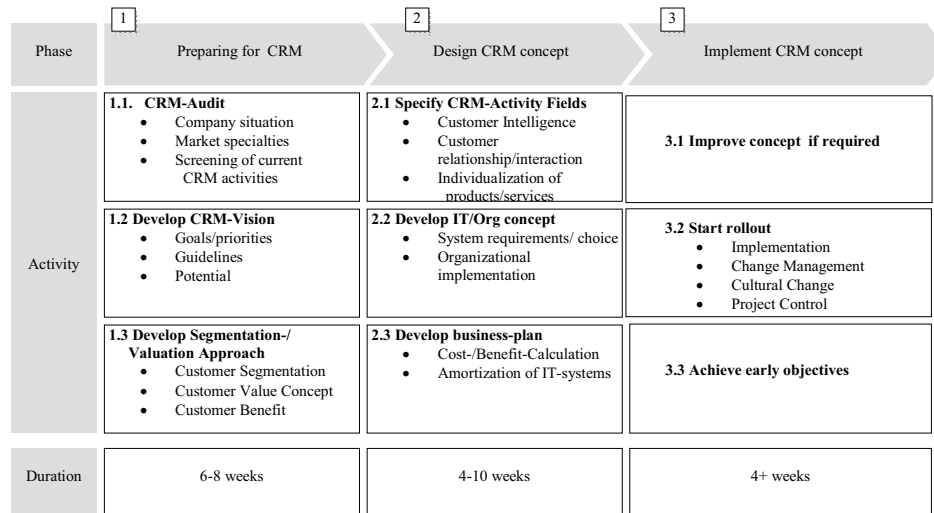 1
2
3
Phase
Preparing for CRM
Design CRM concept
Implement CRM concept
Activity
1.1. CRM-Audit
• Company situation
• Market specialties
• Screening of current
CRM activities
2.1 Specify CRM-Activity Fields
• Customer Intelligence
• Customer
relationship/interaction
• Individualization of
products/services
3.1 Improve concept if required
1.2 Develop CRM-Vision
• Goals/priorities
• Guidelines
• Potential
2.2 Develop IT/Org concept
• System requirements/ choice
• Organizational
implementation
3.2 Start rollout
• Implementation
• Change Management
• Cultural Change
• Project Control
1.3 Develop Segmentation-/
Valuation Approach
• Customer Segmentation
• Customer Value Concept
• Customer Benefit
2.3 Develop business-plan
• Cost-/Benefit-Calculation
• Amortization of IT-systems
3.3 Achieve early objectives
Duration
6-8 weeks
4-10 weeks
4+ weeks